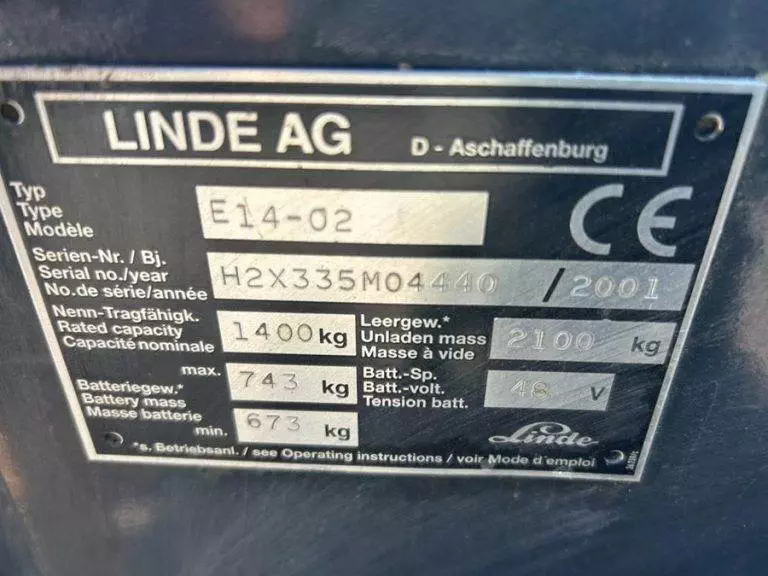 LINDE AG D - Aschaffenburg
Typ
Type
Modèle
E14-02
CE
Serien-Nr. / Bj.
Serial no./year
No.de série/année
H2X335M04440 / 2001
Nenn-Tragfähigk.
Rated capacity
Capacité nominale
1400 kg
Leergew.*
Unladen mass
Masse à vide
2100 kg
Batteriegew.*
Battery mass
Masse batterie
max. 743 kg
min. 673 kg
Batt.-Sp.
Batt.-volt.
Tension batt.
48 V
Linde
*s. Betriebsanl. / see Operating instructions / voir Mode d'emploi